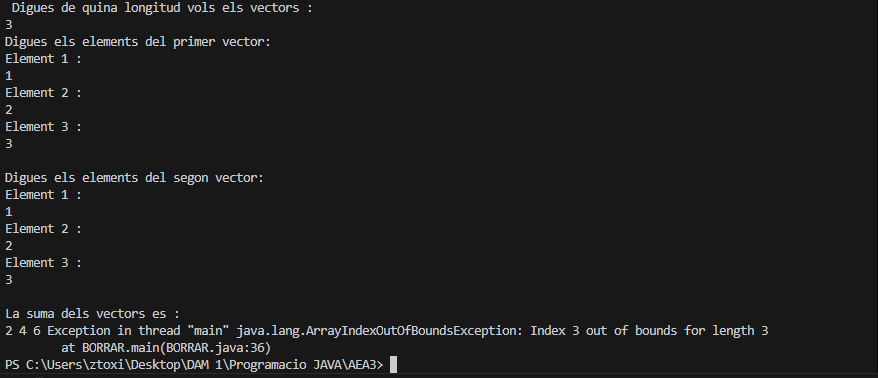 Digues de quina longitud vols els vectors :
3
Digues els elements del primer vector:
Element 1 :
1
Element 2 :
2
Element 3 :
3
Digues els elements del segon vector:
Element 1 :
1
Element 2 :
2
Element 3 :
3
La suma dels vectors es :
2 4 6 Exception in thread "main" java.lang.ArrayIndexOutOfBoundsException: Index 3 out of bounds for length 3
at BORRAR.main(BORRAR.java:36)
PS C:\Users\ztoxi\Desktop\DAM 1\Programacio JAVA\AEA3>